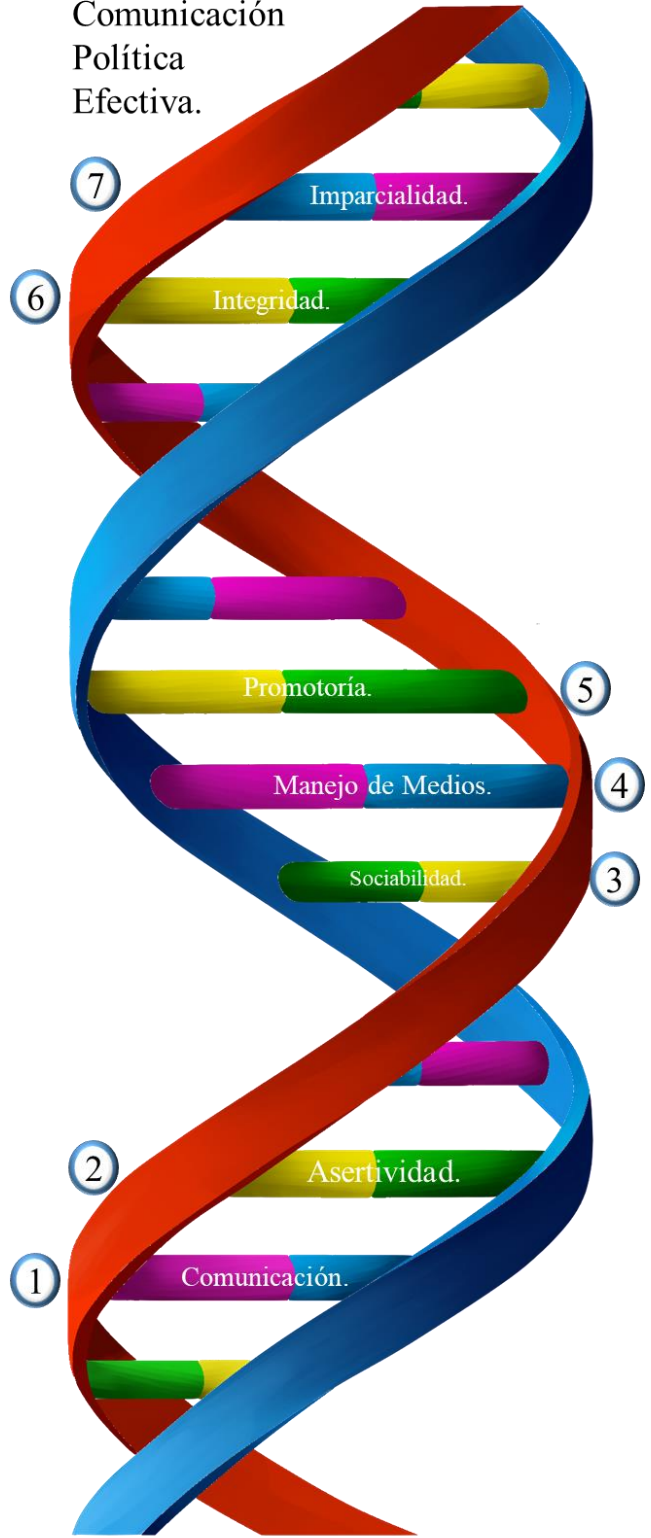 Comunicación
Política
Efectiva.
7
Imparcialidad.
6
Integridad.
Promotoría.
5
Manejo de Medios.
4
Sociabilidad.
3
2
Asertividad.
1
Comunicación.